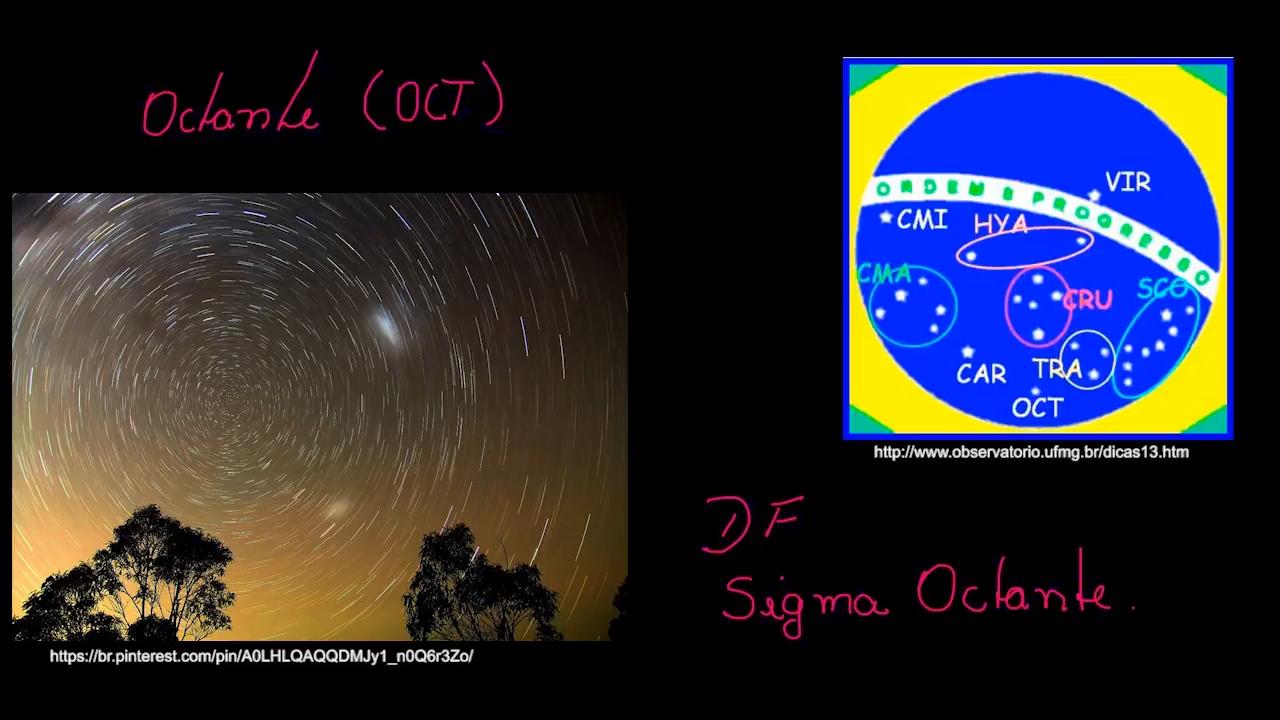 Octante (OCT)
ORDEM E PROGRESSO
VIR
CMI
HYA
CMA
SCO
CRU
CAR
TRA
OCT
http://www.observatorio.ufmg.br/dicas13.htm
DF
Sigma Octante.
https://br.pinterest.com/pin/A0LHLQAQQDMJy1_n0Q6r3Zo/